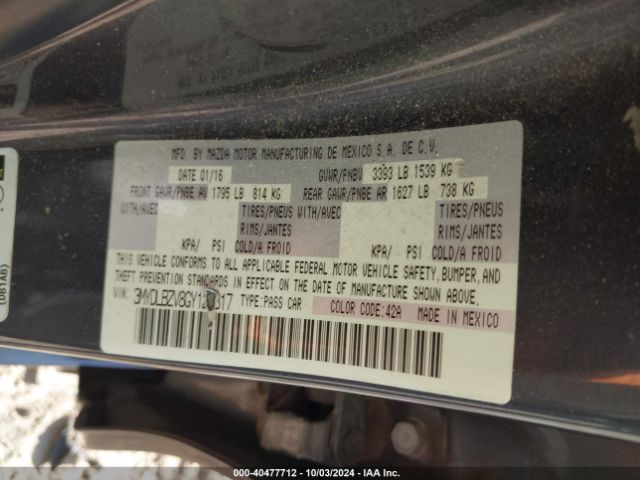 MFD. BY MAZDA MOTOR MANUFACTURING DE MEXICO S.A. DE C.V.
DATE 01/16 GVWR/PNBV 3393 LB 1539 KG
FRONT GAWR/PNBE AV 1795 LB 814 KG REAR GAWR/PNBE AR 1627 LB 738 KG
WITH/AVEC TIRES/PNEUS WITH/AVEC TIRES/PNEUS
RIMS/JANTES RIMS/JANTES
KPA/ PSI COLD/A FROID KPA/ PSI COLD/A FROID
THIS VEHICLE CONFORMS TO ALL APPLICABLE FEDERAL MOTOR VEHICLE SAFETY, BUMPER, AND
THEFT PREVENTION STANDARDS IN EFFECT ON THE DATE OF MANUFACTURE SHOWN ABOVE.
VIN: TYPE:PASS CAR COLOR CODE:42A MADE IN MEXICO
(DB1AB)
000-40477712 - 10/03/2024 - IAA Inc.